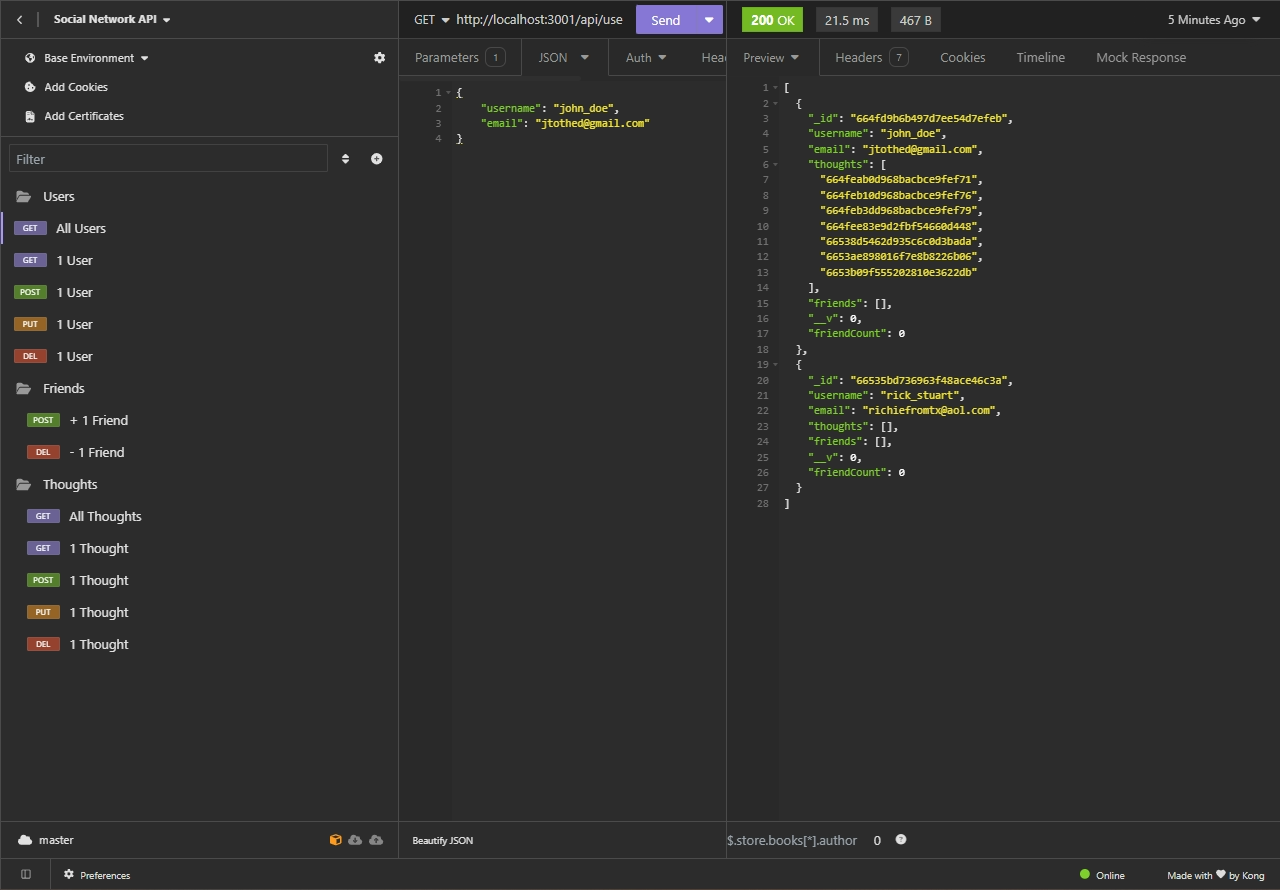 Social Network API
Base Environment
Add Cookies
Add Certificates
Filter
Users
GET All Users
GET 1 User
POST 1 User
PUT 1 User
DEL 1 User
Friends
POST + 1 Friend
DEL - 1 Friend
Thoughts
GET All Thoughts
GET 1 Thought
POST 1 Thought
PUT 1 Thought
DEL 1 Thought
master
Preferences
GET http://localhost:3001/api/use Send
Parameters 1 JSON Auth Hea
1 {
2 "username": "john_doe",
3 "email": "jtothed@gmail.com"
4 }
Beautify JSON
200 OK 21.5 ms 467 B 5 Minutes Ago
Preview Headers 7 Cookies Timeline Mock Response
1 [
2 {
3 "_id": "664fd9b6b497d7ee54d7efeb",
4 "username": "john_doe",
5 "email": "jtothed@gmail.com",
6 "thoughts": [
7 "664feab0d968bacbce9fef71",
8 "664feb10d968bacbce9fef76",
9 "664feb3dd968bacbce9fef79",
10 "664fee83e9d2fbf54660d448",
11 "66538d5462d935c6c0d3bada",
12 "6653ae898016f7e8b8226b06",
13 "6653b09f555202810e3622db"
14 ],
15 "friends": [],
16 "__v": 0,
17 "friendCount": 0
18 },
19 {
20 "_id": "66535bd736963f48ace46c3a",
21 "username": "rick_stuart",
22 "email": "richiefromtx@aol.com",
23 "thoughts": [],
24 "friends": [],
25 "__v": 0,
26 "friendCount": 0
27 }
28 ]
$.store.books[*].author 0 ?
Online Made with ❤ by Kong